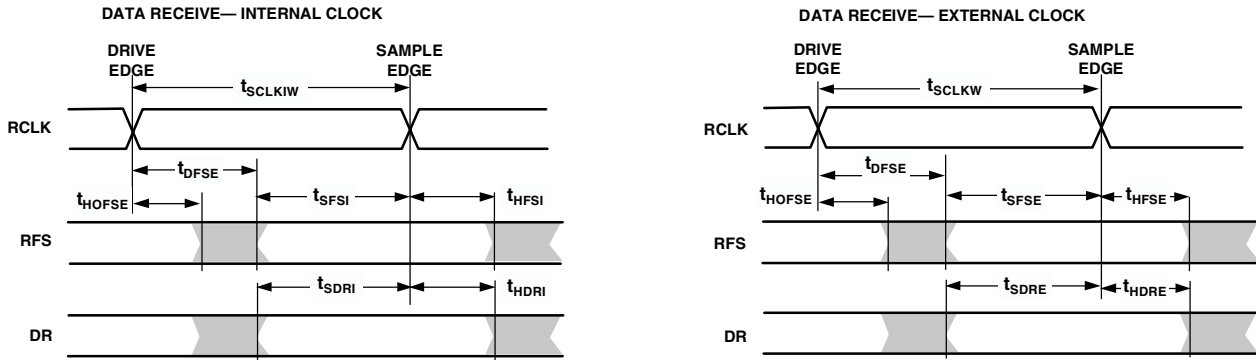 DATA RECEIVE— INTERNAL CLOCK
DRIVE EDGE
SAMPLE EDGE
tSCLKIW
RCLK
tDFSE
tHOFSE
tSFSI
tHFSI
RFS
tSDRI
tHDRI
DR
DATA RECEIVE— EXTERNAL CLOCK
DRIVE EDGE
SAMPLE EDGE
tSCLKW
RCLK
tDFSE
tHOFSE
tSFSE
tHFSE
RFS
tSDRE
tHDRE
DR